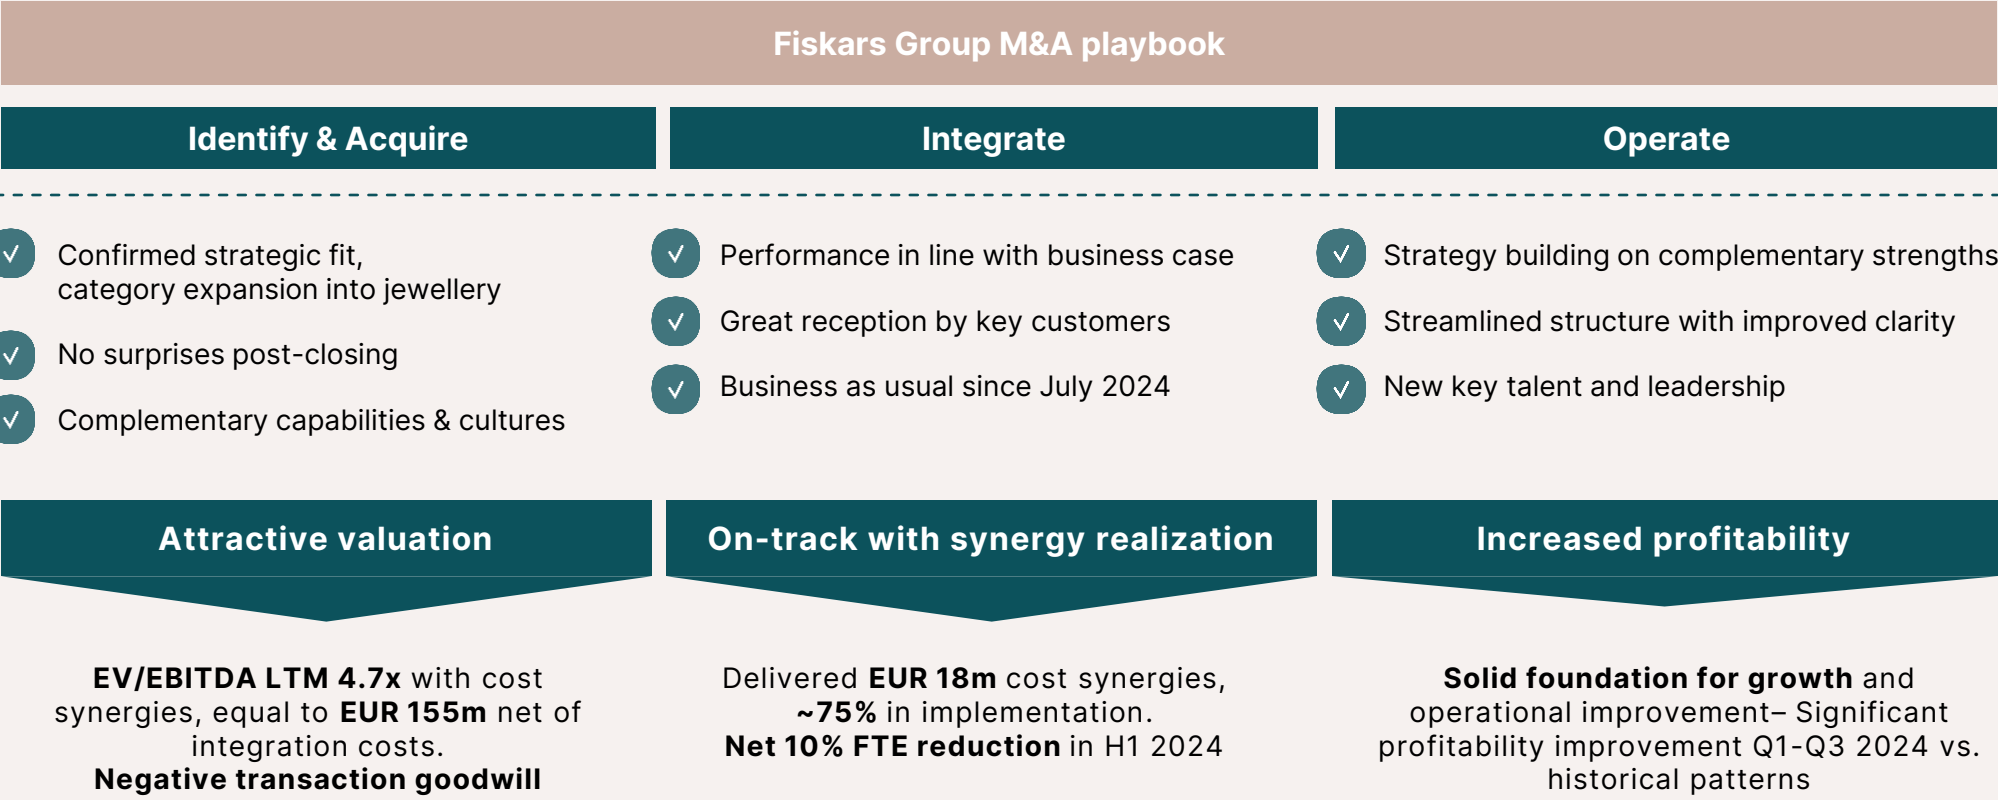 Fiskars Group M&A playbook
Identify & Acquire
Integrate
Operate
Confirmed strategic fit,
category expansion into jewellery
No surprises post-closing
Complementary capabilities & cultures
Performance in line with business case
Great reception by key customers
Business as usual since July 2024
Strategy building on complementary strengths
Streamlined structure with improved clarity
New key talent and leadership
Attractive valuation
On-track with synergy realization
Increased profitability
EV/EBITDA LTM 4.7x with cost
synergies, equal to EUR 155m net of
integration costs.
Negative transaction goodwill
Delivered EUR 18m cost synergies,
~75% in implementation.
Net 10% FTE reduction in H1 2024
Solid foundation for growth and
operational improvement– Significant
profitability improvement Q1-Q3 2024 vs.
historical patterns